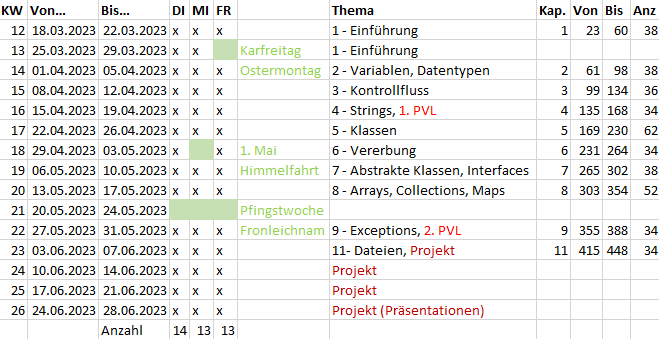 KW Von... Bis... DI MI FR Thema Kap. Von Bis Anz
12 18.03.2023 22.03.2023 x x x 1 - Einführung 1 23 60 38
13 25.03.2023 29.03.2023 x x Karfreitag 1 - Einführung
14 01.04.2023 05.04.2023 x x x Ostermontag 2 - Variablen, Datentypen 2 61 98 38
15 08.04.2023 12.04.2023 x x x 3 - Kontrollfluss 3 99 134 36
16 15.04.2023 19.04.2023 x x x 4 - Strings, 1. PVL 4 135 168 34
17 22.04.2023 26.04.2023 x x x 5 - Klassen 5 169 230 62
18 29.04.2023 03.05.2023 x x 1. Mai 6 - Vererbung 6 231 264 34
19 06.05.2023 10.05.2023 x x x Himmelfahrt 7 - Abstrakte Klassen, Interfaces 7 265 302 38
20 13.05.2023 17.05.2023 x x x 8 - Arrays, Collections, Maps 8 303 354 52
21 20.05.2023 24.05.2023 Pfingstwoche
22 27.05.2023 31.05.2023 x x x Fronleichnam 9 - Exceptions, 2. PVL 9 355 388 34
23 03.06.2023 07.06.2023 x x x 11- Dateien, Projekt 11 415 448 34
24 10.06.2023 14.06.2023 x x x Projekt
25 17.06.2023 21.06.2023 x x x Projekt
26 24.06.2023 28.06.2023 x x x Projekt (Präsentationen)
Anzahl 14 13 13